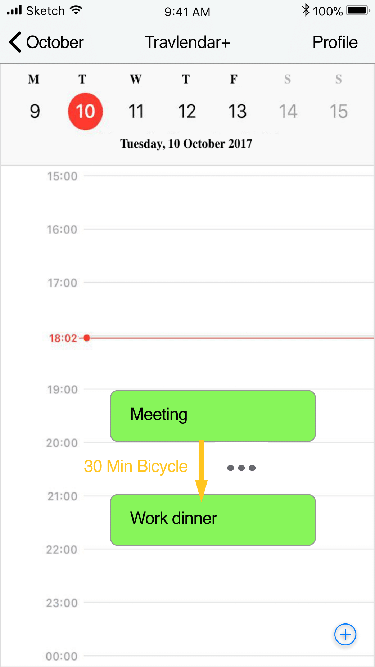 Sketch 9:41 AM 100%
October Travlendar+ Profile
M T W T F S S
9 10 11 12 13 14 15
Tuesday, 10 October 2017
15:00
16:00
17:00
18:02
19:00
Meeting
20:00
30 Min Bicycle
21:00
Work dinner
22:00
23:00
00:00